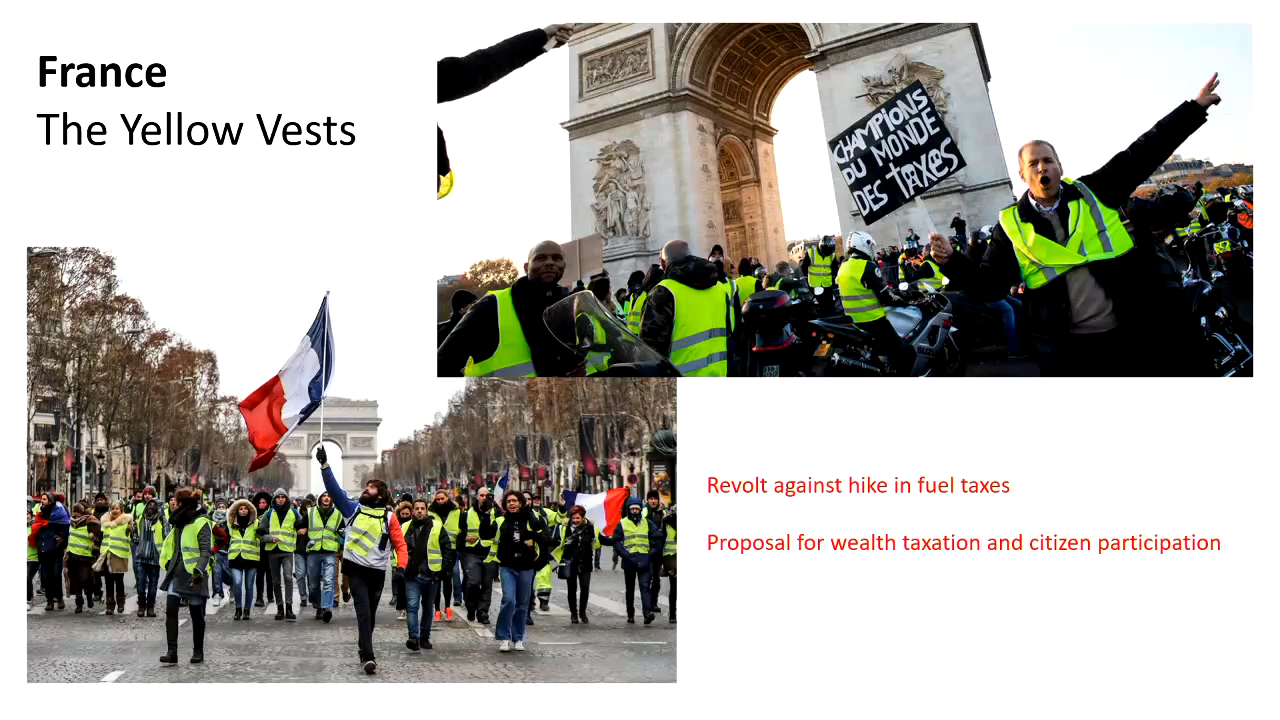 France
The Yellow Vests
CHAMPIONS
DU MONDE
DES TAXES
Revolt against hike in fuel taxes
Proposal for wealth taxation and citizen participation